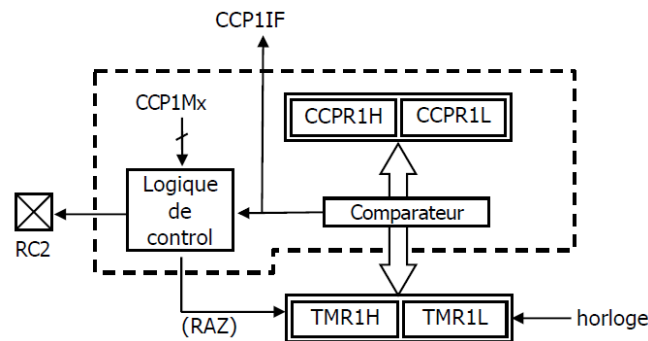 CCP1IF
CCP1Mx
CCPR1H CCPR1L
Logique
de
control
Comparateur
RC2
(RAZ)
TMR1H TMR1L
horloge